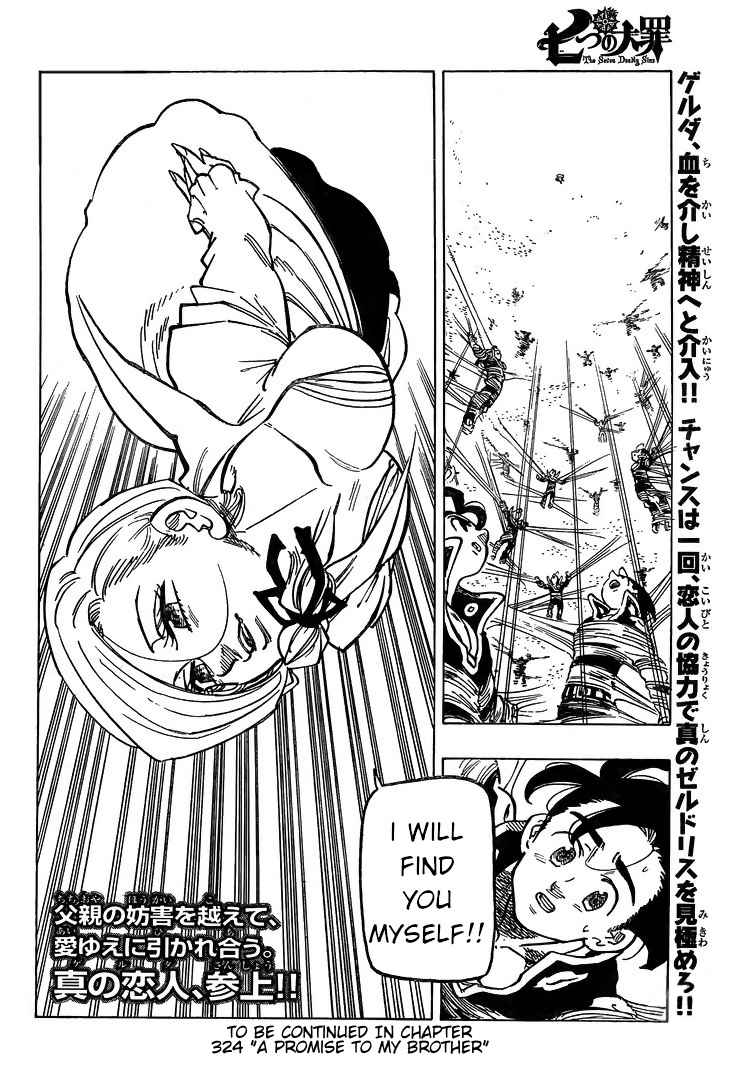 七つの大罪
The Seven Deadly Sins
ゲルダ、血を介し精神へと介入!! チャンスは一回、恋人の協力で真のゼルドリスを見極めろ!!
I WILL
FIND
YOU
MYSELF!!
父親の妨害を越えて、
愛ゆえに引かれ合う。
真の恋人、参上!!
TO BE CONTINUED IN CHAPTER
324 "A PROMISE TO MY BROTHER"